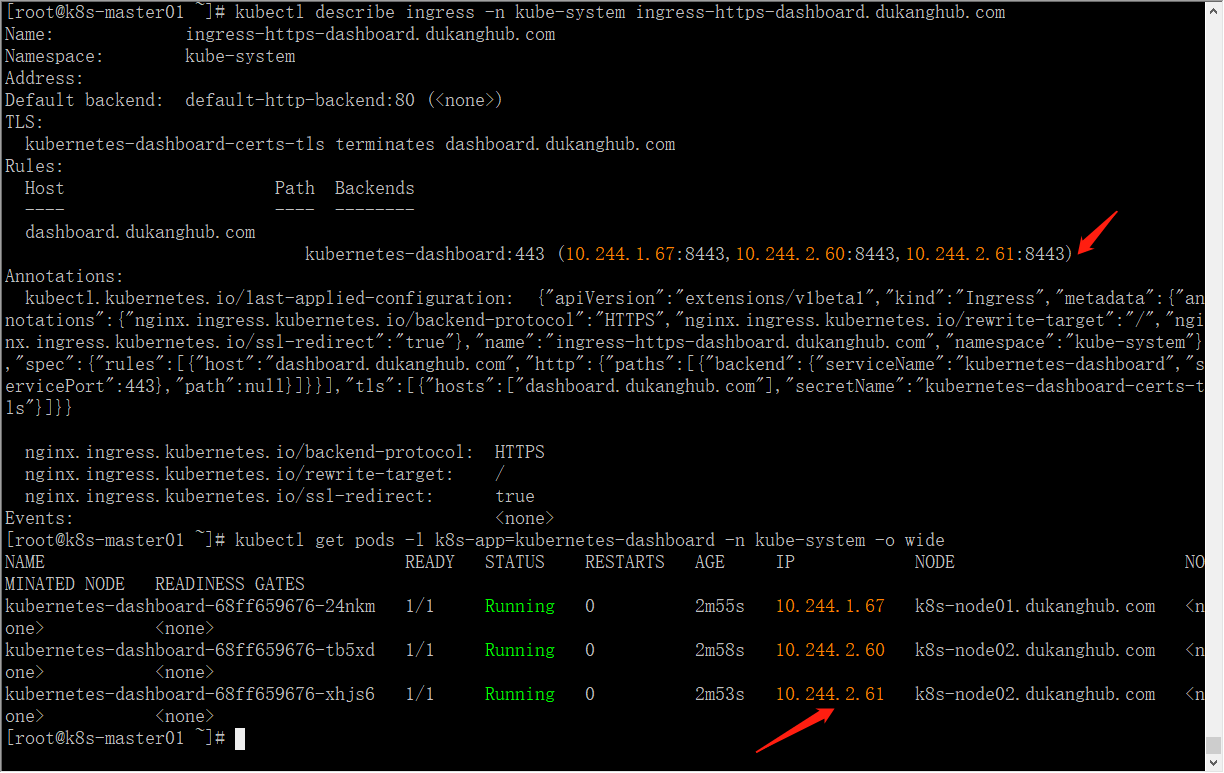 [root@k8s-master01 ~]# kubectl describe ingress -n kube-system ingress-https-dashboard.dukanghub.com
Name:             ingress-https-dashboard.dukanghub.com
Namespace:        kube-system
Address:
Default backend:  default-http-backend:80 (<none>)
TLS:
  kubernetes-dashboard-certs-tls terminates dashboard.dukanghub.com
Rules:
  Host                     Path  Backends
  ----                     ----  --------
  dashboard.dukanghub.com
                              kubernetes-dashboard:443 (10.244.1.67:8443,10.244.2.60:8443,10.244.2.61:8443)
Annotations:
  kubectl.kubernetes.io/last-applied-configuration:  {"apiVersion":"extensions/v1beta1","kind":"Ingress","metadata":{"an
notations":{"nginx.ingress.kubernetes.io/backend-protocol":"HTTPS","nginx.ingress.kubernetes.io/rewrite-target":"/","ngi
nx.ingress.kubernetes.io/ssl-redirect":"true"},"name":"ingress-https-dashboard.dukanghub.com","namespace":"kube-system"}
,"spec":{"rules":[{"host":"dashboard.dukanghub.com","http":{"paths":[{"backend":{"serviceName":"kubernetes-dashboard","s
ervicePort":443},"path":null}]}}],"tls":[{"hosts":["dashboard.dukanghub.com"],"secretName":"kubernetes-dashboard-certs-t
ls"}]}}
  nginx.ingress.kubernetes.io/backend-protocol:  HTTPS
  nginx.ingress.kubernetes.io/rewrite-target:    /
  nginx.ingress.kubernetes.io/ssl-redirect:      true
Events:                                          <none>
[root@k8s-master01 ~]# kubectl get pods -l k8s-app=kubernetes-dashboard -n kube-system -o wide
NAME                                    READY   STATUS    RESTARTS   AGE     IP            NODE                       NO
MINATED NODE   READINESS GATES
kubernetes-dashboard-68ff659676-24nkm   1/1     Running   0          2m55s   10.244.1.67   k8s-node01.dukanghub.com   <n
one>           <none>
kubernetes-dashboard-68ff659676-tb5xd   1/1     Running   0          2m58s   10.244.2.60   k8s-node02.dukanghub.com   <n
one>           <none>
kubernetes-dashboard-68ff659676-xhjs6   1/1     Running   0          2m53s   10.244.2.61   k8s-node02.dukanghub.com   <n
one>           <none>
[root@k8s-master01 ~]#